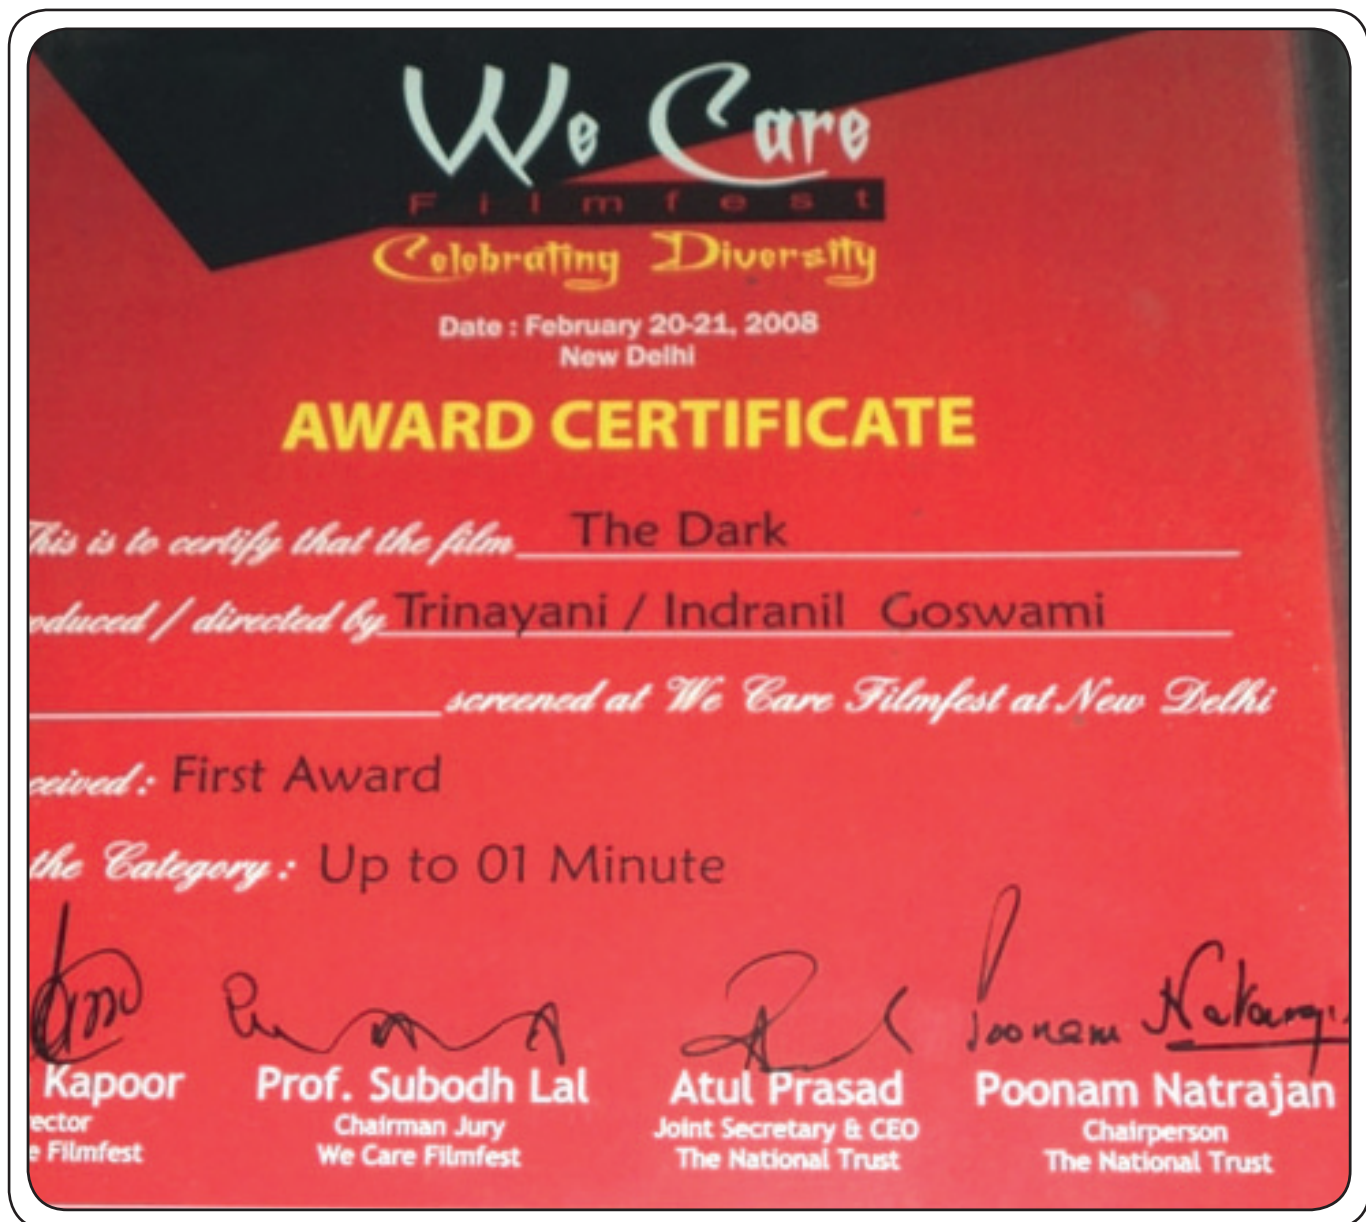 We Care
Filmfest
Celebrating Diversity
Date : February 20-21, 2008
New Delhi
AWARD CERTIFICATE
This is to certify that the film The Dark
oduced / directed by Trinayani / Indranil Goswami
screened at We Care Filmfest at New Delhi
ceived : First Award
the Category : Up to 01 Minute
Poonam Natrajan
Kapoor Prof. Subodh Lal Atul Prasad Poonam Natrajan
ector Chairman Jury Joint Secretary & CEO Chairperson
e Filmfest We Care Filmfest The National Trust The National Trust